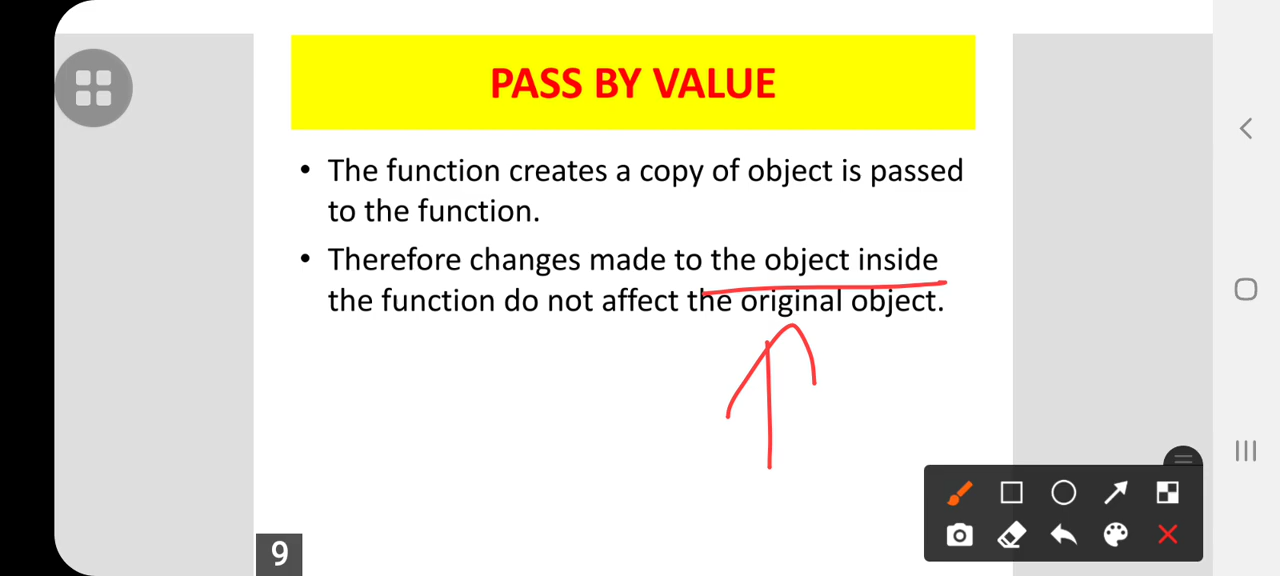 PASS BY VALUE
• The function creates a copy of object is passed
to the function.
• Therefore changes made to the object inside
the function do not affect the original object.
9